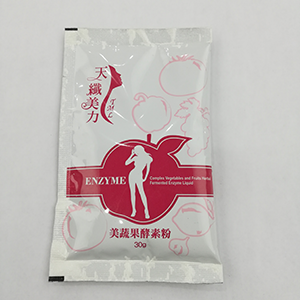 天纖美力
ENZYME
Complex Vegetables and Fruits Herbal
Fermented Enzyme Liquid
美蔬果酵素粉
30g